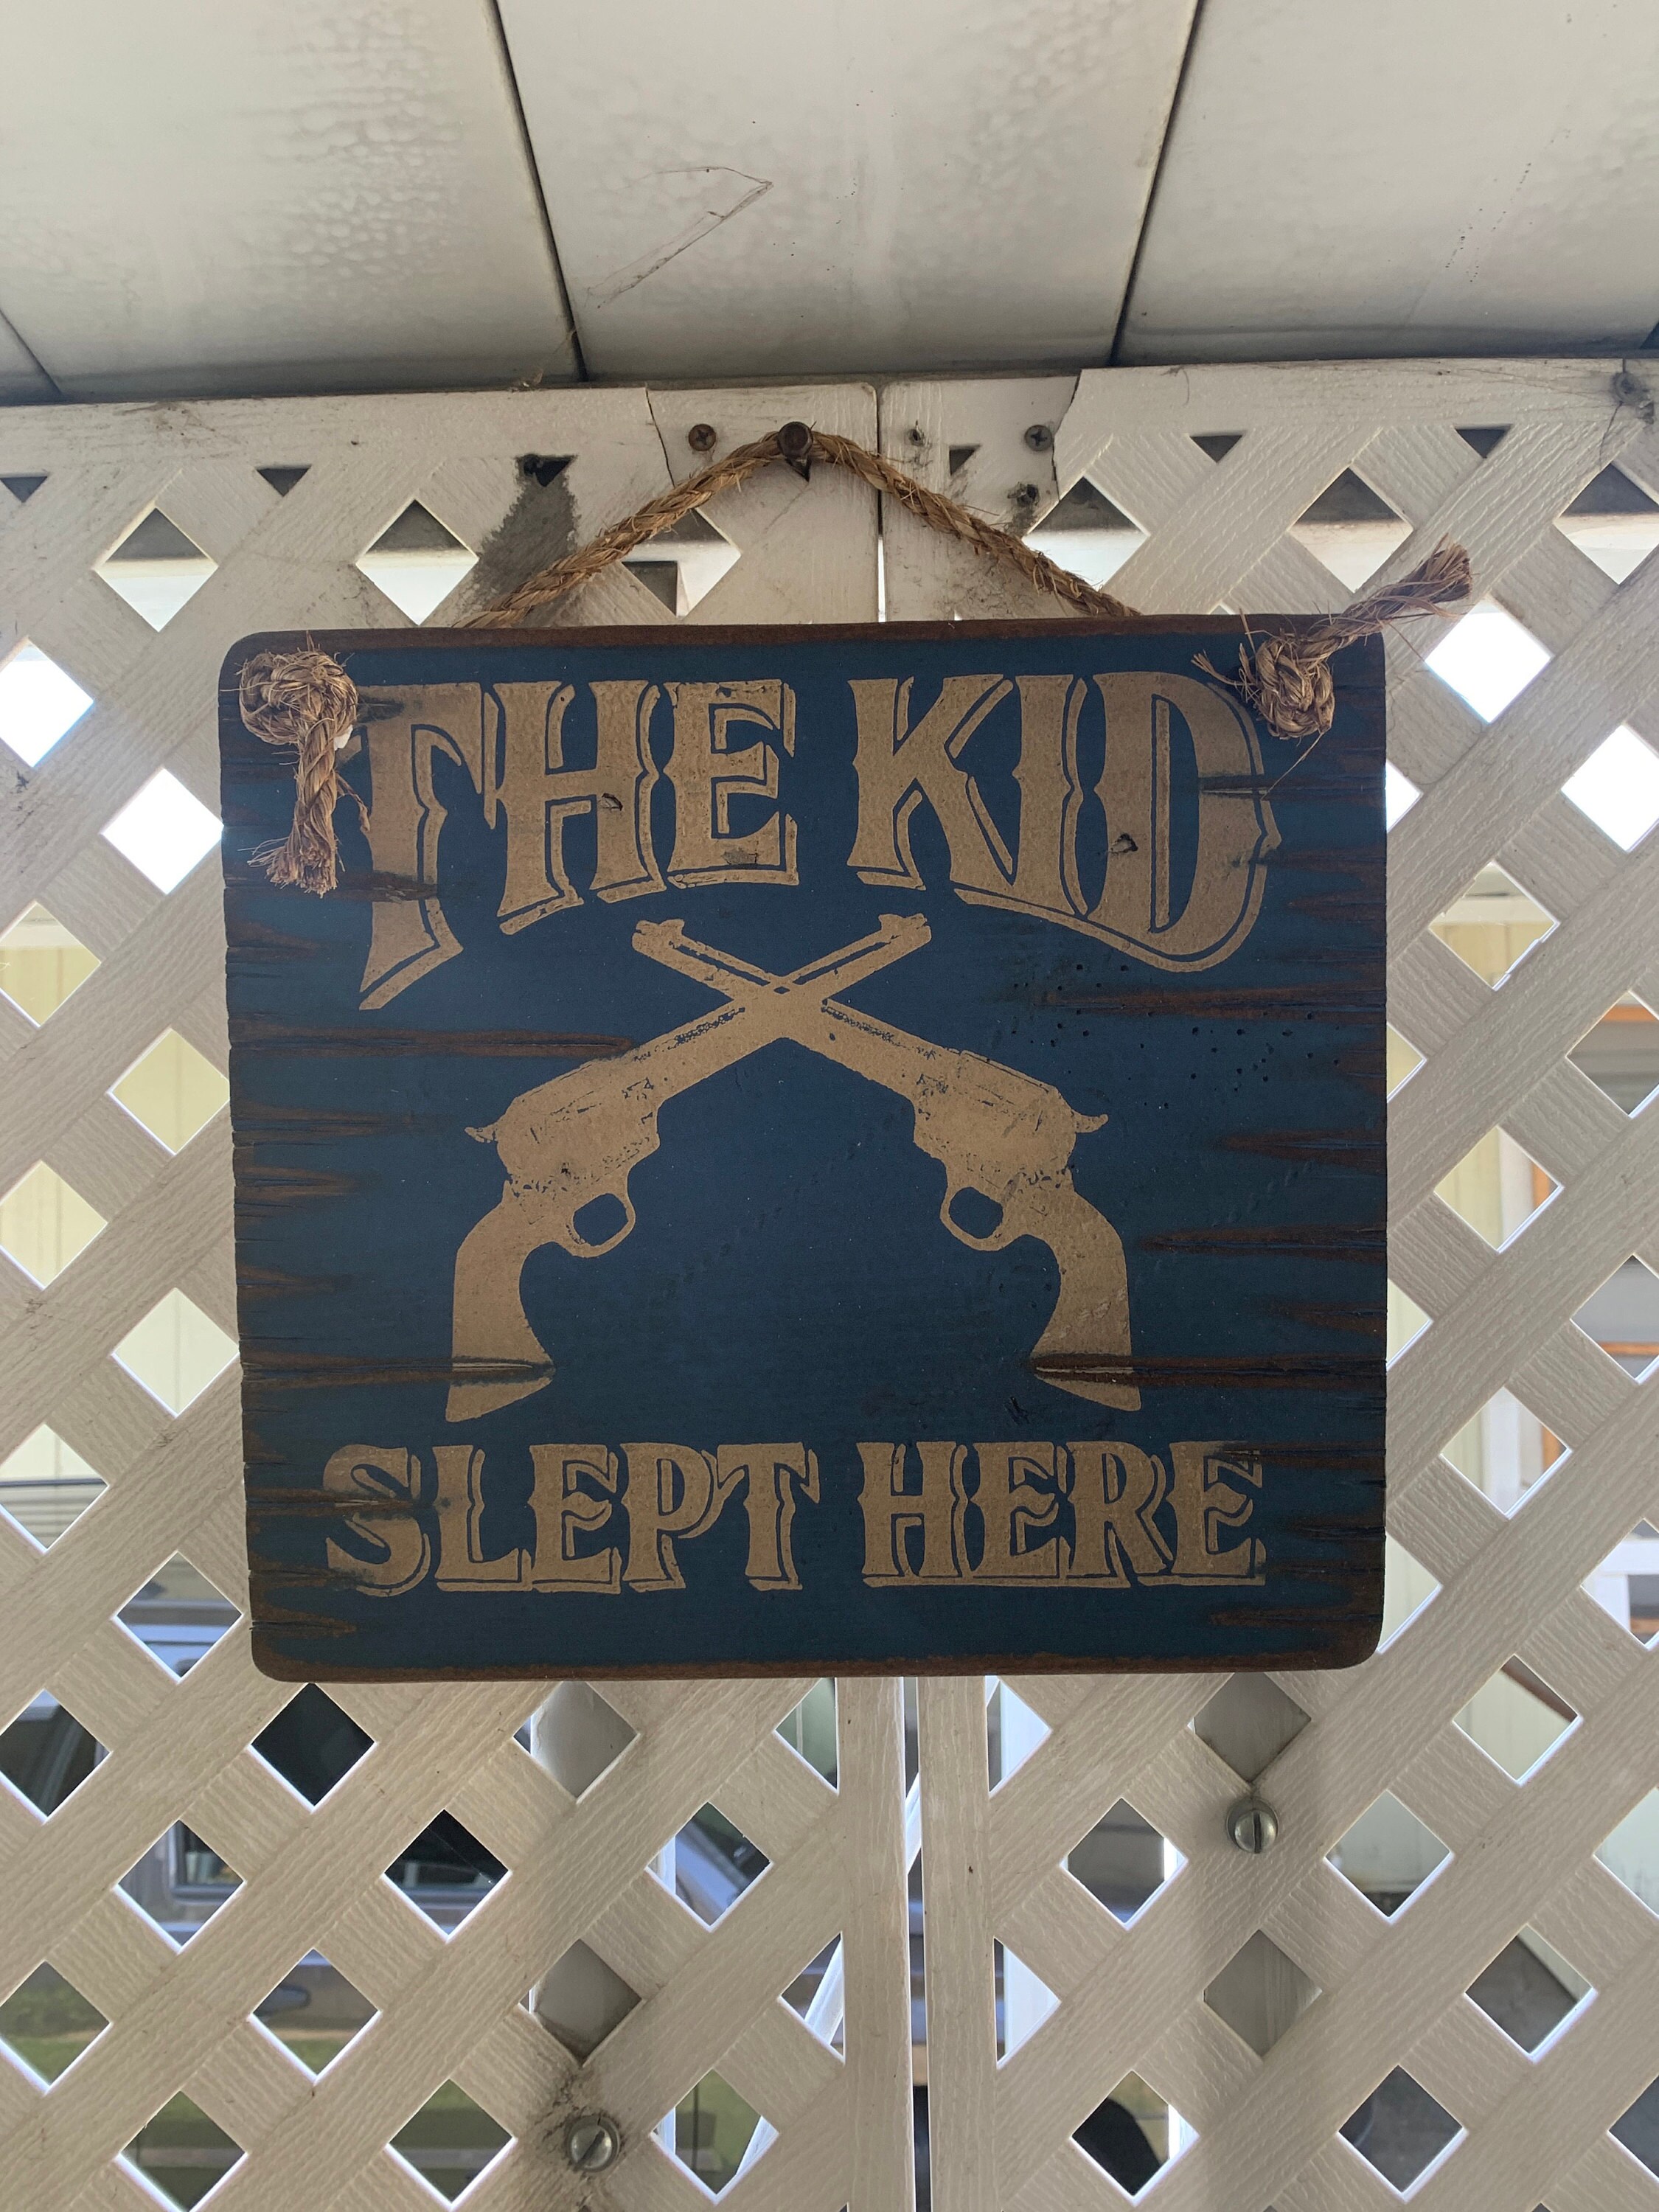 THE KID
SLEPT HERE